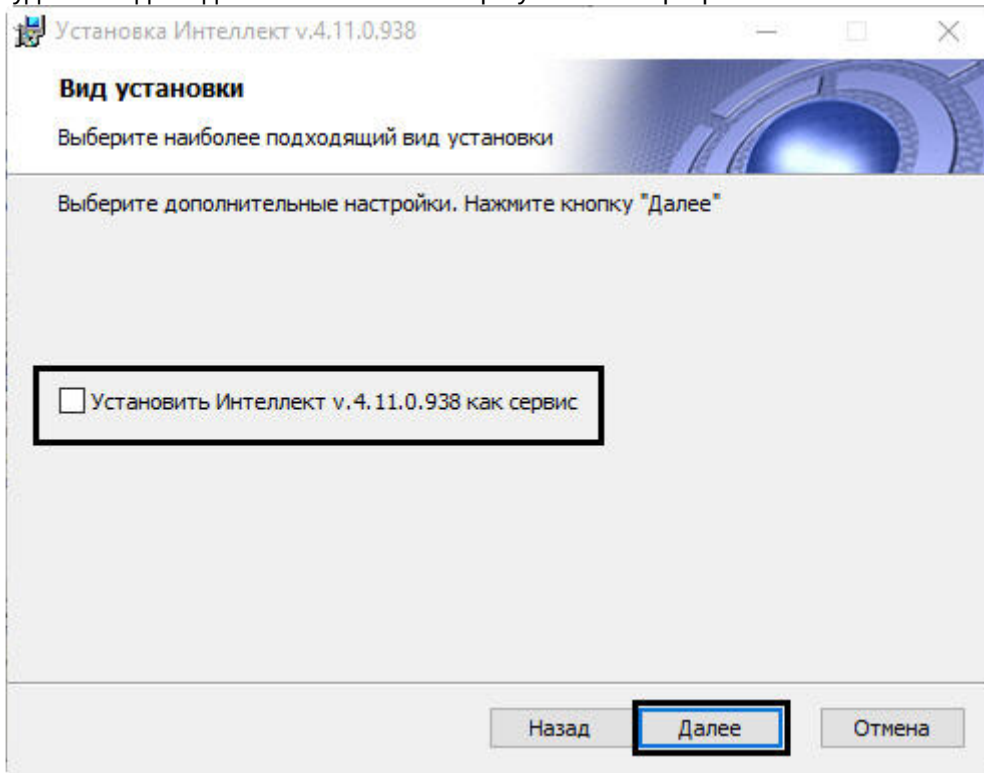 Установка Интеллект v.4.11.0.938
Вид установки
Выберите наиболее подходящий вид установки
Выберите дополнительные настройки. Нажмите кнопку "Далее"
Установить Интеллект v.4.11.0.938 как сервис
Назад Далее Отмена